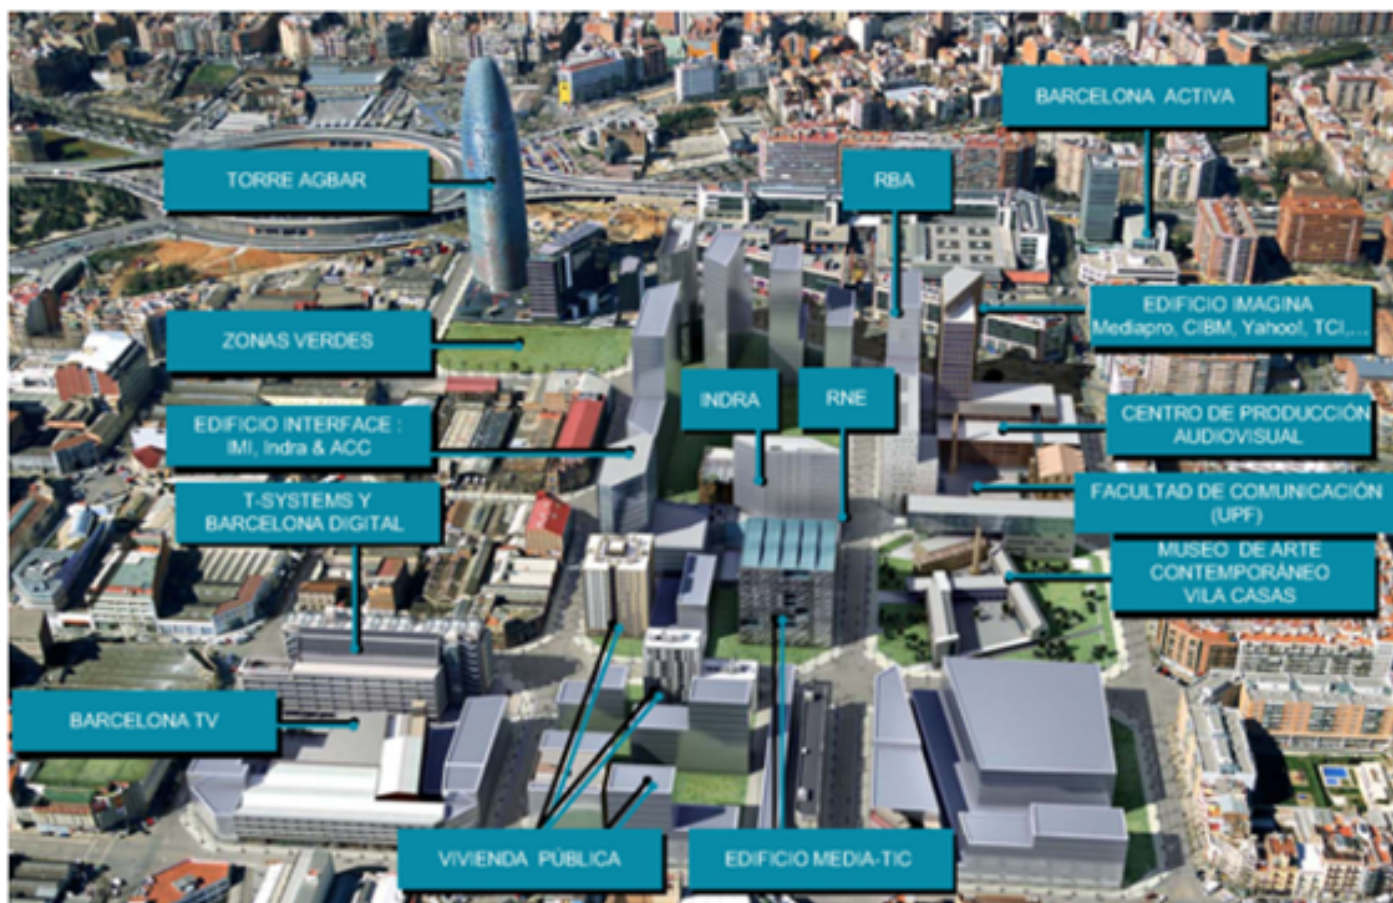 BARCELONA ACTIVA
TORRE AGBAR
RBA
EDIFICIO IMAGINA
Mediapro, CIBM, Yahoo!, TCI,...
ZONAS VERDES
INDRA
RNE
EDIFICIO INTERFACE :
IMI, Indra & ACC
CENTRO DE PRODUCCIÓN
AUDIOVISUAL
T-SYSTEMS Y
BARCELONA DIGITAL
FACULTAD DE COMUNICACIÓN
(UPF)
MUSEO DE ARTE
CONTEMPORÁNEO
VILA CASAS
BARCELONA TV
VIVIENDA PÚBLICA
EDIFICIO MEDIA-TIC